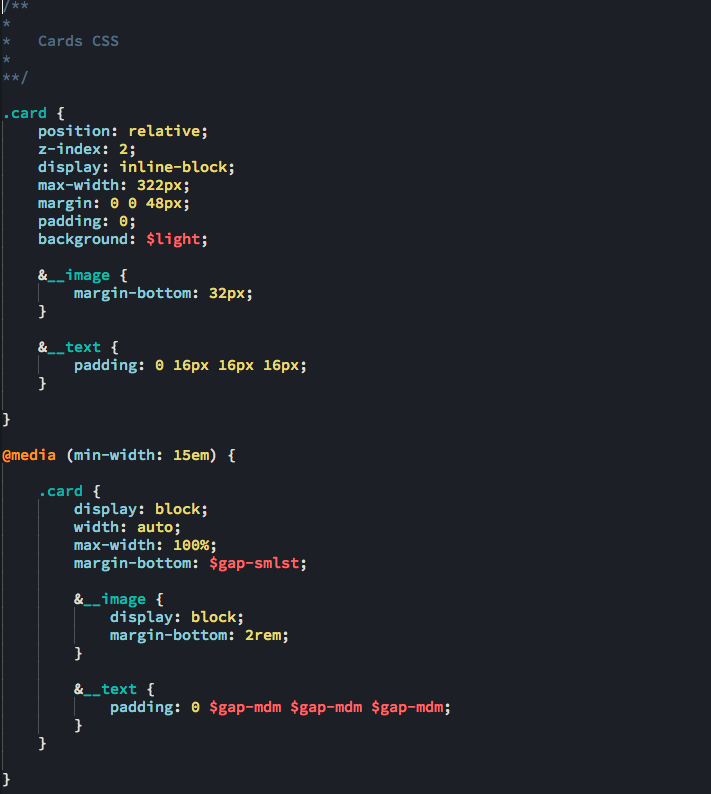 /**
*
*   Cards CSS
*
**/

.card {
    position: relative;
    z-index: 2;
    display: inline-block;
    max-width: 322px;
    margin: 0 0 48px;
    padding: 0;
    background: $light;

    &__image {
        margin-bottom: 32px;
    }

    &__text {
        padding: 0 16px 16px 16px;
    }

}

@media (min-width: 15em) {

    .card {
        display: block;
        width: auto;
        max-width: 100%;
        margin-bottom: $gap-smlst;

        &__image {
            display: block;
            margin-bottom: 2rem;
        }

        &__text {
            padding: 0 $gap-mdm $gap-mdm $gap-mdm;
        }
    }

}